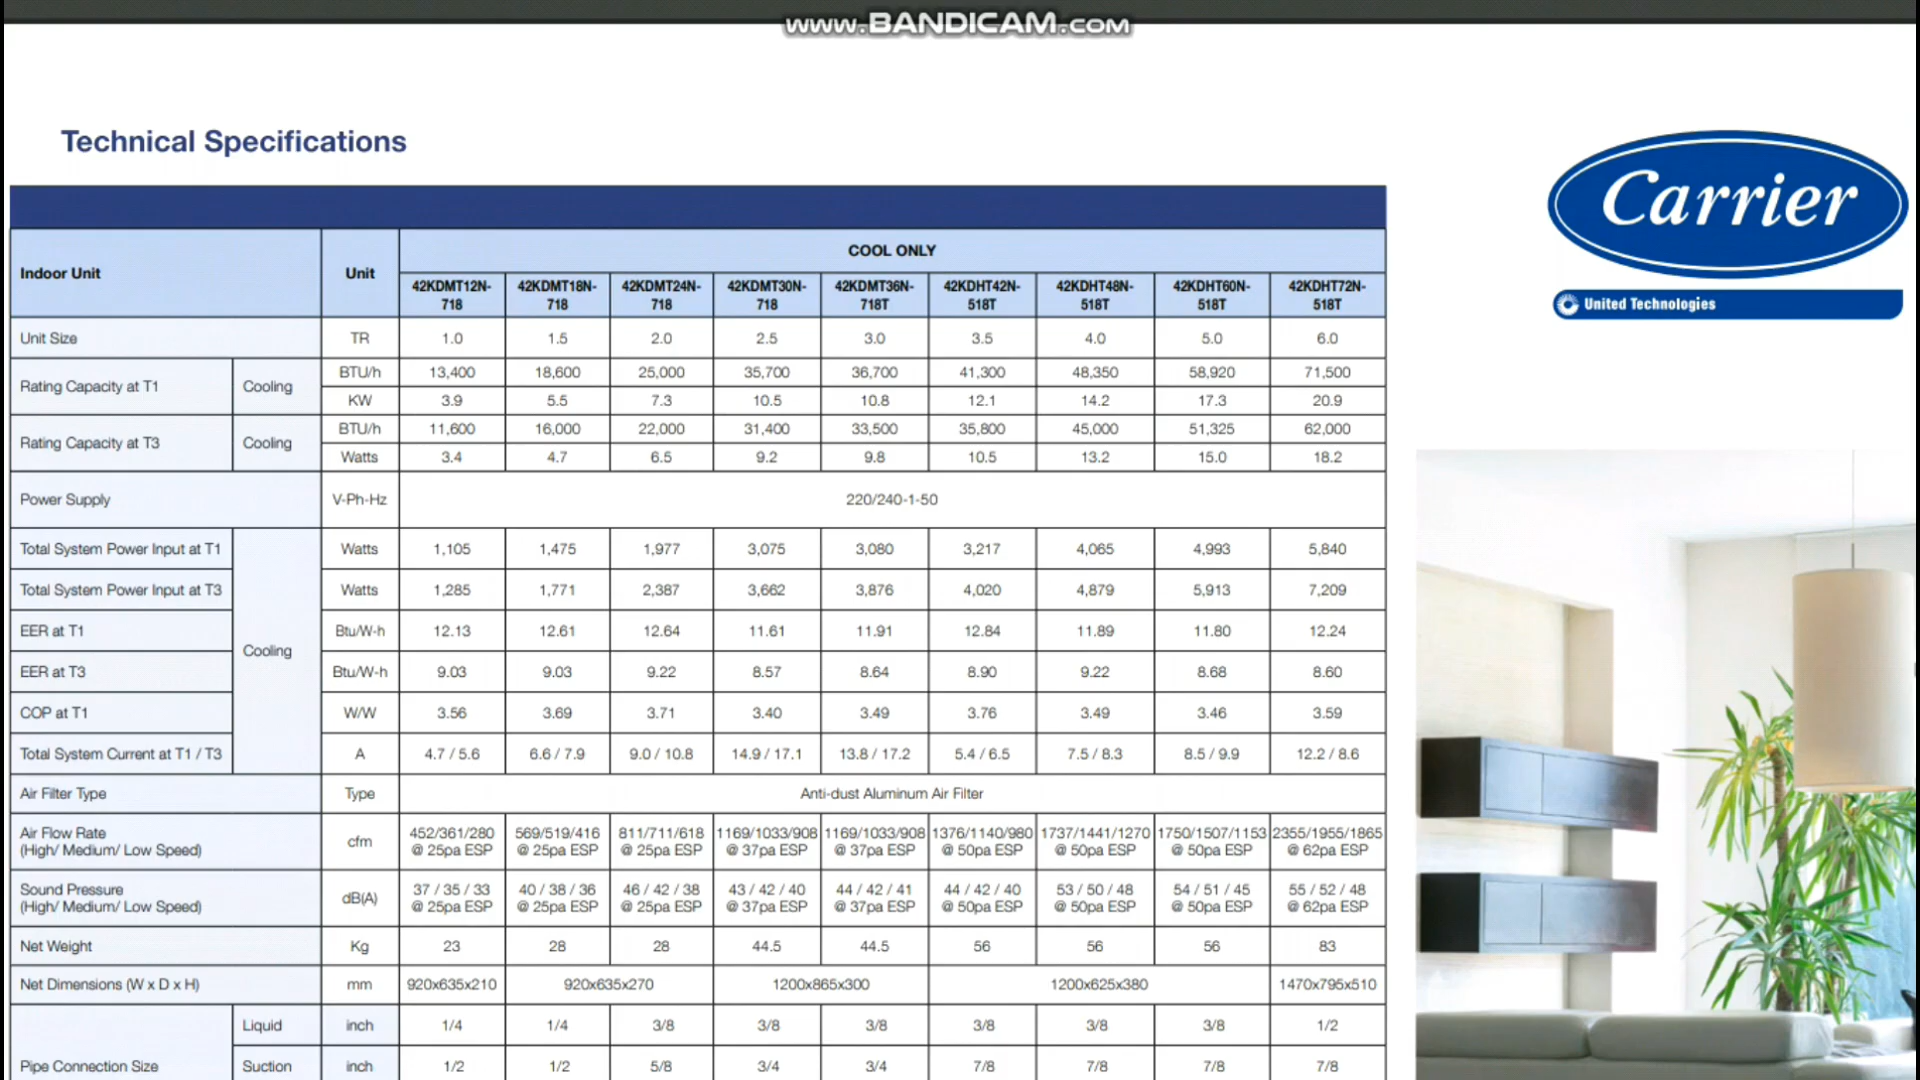 www.BANDICAM.com
Technical Specifications
Carrier
United Technologies
Indoor Unit Unit COOL ONLY
42KDMT12N-718 42KDMT18N-718 42KDMT24N-718 42KDMT30N-718 42KDMT36N-718T 42KDHT42N-518T 42KDHT48N-518T 42KDHT60N-518T 42KDHT72N-518T
Unit Size TR 1.0 1.5 2.0 2.5 3.0 3.5 4.0 5.0 6.0
Rating Capacity at T1 Cooling BTU/h 13,400 18,600 25,000 35,700 36,700 41,300 48,350 58,920 71,500
KW 3.9 5.5 7.3 10.5 10.8 12.1 14.2 17.3 20.9
Rating Capacity at T3 Cooling BTU/h 11,600 16,000 22,000 31,400 33,500 35,800 45,000 51,325 62,000
Watts 3.4 4.7 6.5 9.2 9.8 10.5 13.2 15.0 18.2
Power Supply V-Ph-Hz 220/240-1-50
Total System Power Input at T1 Cooling Watts 1,105 1,475 1,977 3,075 3,080 3,217 4,065 4,993 5,840
Total System Power Input at T3 Watts 1,285 1,771 2,387 3,662 3,876 4,020 4,879 5,913 7,209
EER at T1 Btu/W-h 12.13 12.61 12.64 11.61 11.91 12.84 11.89 11.80 12.24
EER at T3 Btu/W-h 9.03 9.03 9.22 8.57 8.64 8.90 9.22 8.68 8.60
COP at T1 W/W 3.56 3.69 3.71 3.40 3.49 3.76 3.49 3.46 3.59
Total System Current at T1 / T3 A 4.7 / 5.6 6.6 / 7.9 9.0 / 10.8 14.9 / 17.1 13.8 / 17.2 5.4 / 6.5 7.5 / 8.3 8.5 / 9.9 12.2 / 8.6
Air Filter Type Type Anti-dust Aluminum Air Filter
Air Flow Rate cfm 452/361/280 569/519/416 811/711/618 1169/1033/908 1169/1033/908 1376/1140/980 1737/1441/1270 1750/1507/1153 2355/1955/1865
(High/ Medium/ Low Speed) @ 25pa ESP @ 25pa ESP @ 25pa ESP @ 37pa ESP @ 37pa ESP @ 50pa ESP @ 50pa ESP @ 50pa ESP @ 62pa ESP
Sound Pressure dB(A) 37 / 35 / 33 40 / 38 / 36 46 / 42 / 38 43 / 42 / 40 44 / 42 / 41 44 / 42 / 40 53 / 50 / 48 54 / 51 / 45 55 / 52 / 48
(High/ Medium/ Low Speed) @ 25pa ESP @ 25pa ESP @ 25pa ESP @ 37pa ESP @ 37pa ESP @ 50pa ESP @ 50pa ESP @ 50pa ESP @ 62pa ESP
Net Weight Kg 23 28 28 44.5 44.5 56 56 56 83
Net Dimensions (W x D x H) mm 920x635x210 920x635x270 1200x865x300 1200x625x380 1470x795x510
Liquid inch 1/4 1/4 3/8 3/8 3/8 3/8 3/8 3/8 1/2
Pipe Connection Size Suction inch 1/2 1/2 5/8 3/4 3/4 7/8 7/8 7/8 7/8